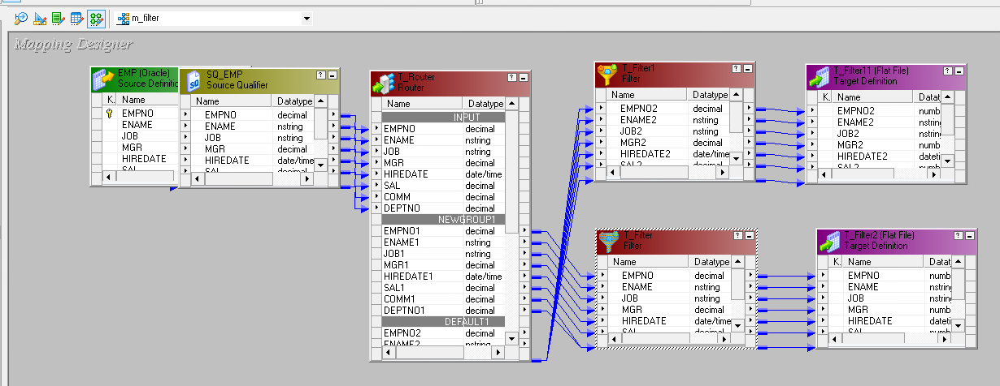 m_filter
Mapping Designer
EMP (Oracle)
Source Definitic
K. Name
EMPNO
ENAME
JOB
MGR
HIREDATE
SQ_EMP
Source Qualifier
Name Datatype
EMPNO decimal
ENAME nstring
JOB nstring
MGR decimal
HIREDATE date/time
SAL decimal
T_Router
Router
Name Datatype
INPUT
EMPNO decimal
ENAME nstring
JOB nstring
MGR decimal
HIREDATE date/time
SAL decimal
COMM decimal
DEPTNO decimal
NEWGROUP1
EMPNO1 decimal
ENAME1 nstring
JOB1 nstring
MGR1 decimal
HIREDATE1 date/time
SAL1 decimal
COMM1 decimal
DEPTNO1 decimal
DEFAULT1
EMPNO2 decimal
ENAME2 nstring
T_Filter1
Filter
Name Datatype
EMPNO2 decimal
ENAME2 nstring
JOB2 nstring
MGR2 decimal
HIREDATE2 date/time
SAL2 decimal
T_Filter11 (Flat File)
Target Definition
K. Name Datat
EMPNO2 numb
ENAME2 nstring
JOB2 nstring
MGR2 numb
HIREDATE2 dateti
SAL2 numb
T_Filter
Filter
Name Datatype
EMPNO decimal
ENAME nstring
JOB nstring
MGR decimal
HIREDATE date/time
SAL decimal
T_Filter2 (Flat File)
Target Definition
K. Name Datat
EMPNO numb
ENAME nstring
JOB nstring
MGR numb
HIREDATE dateti
SAL numb